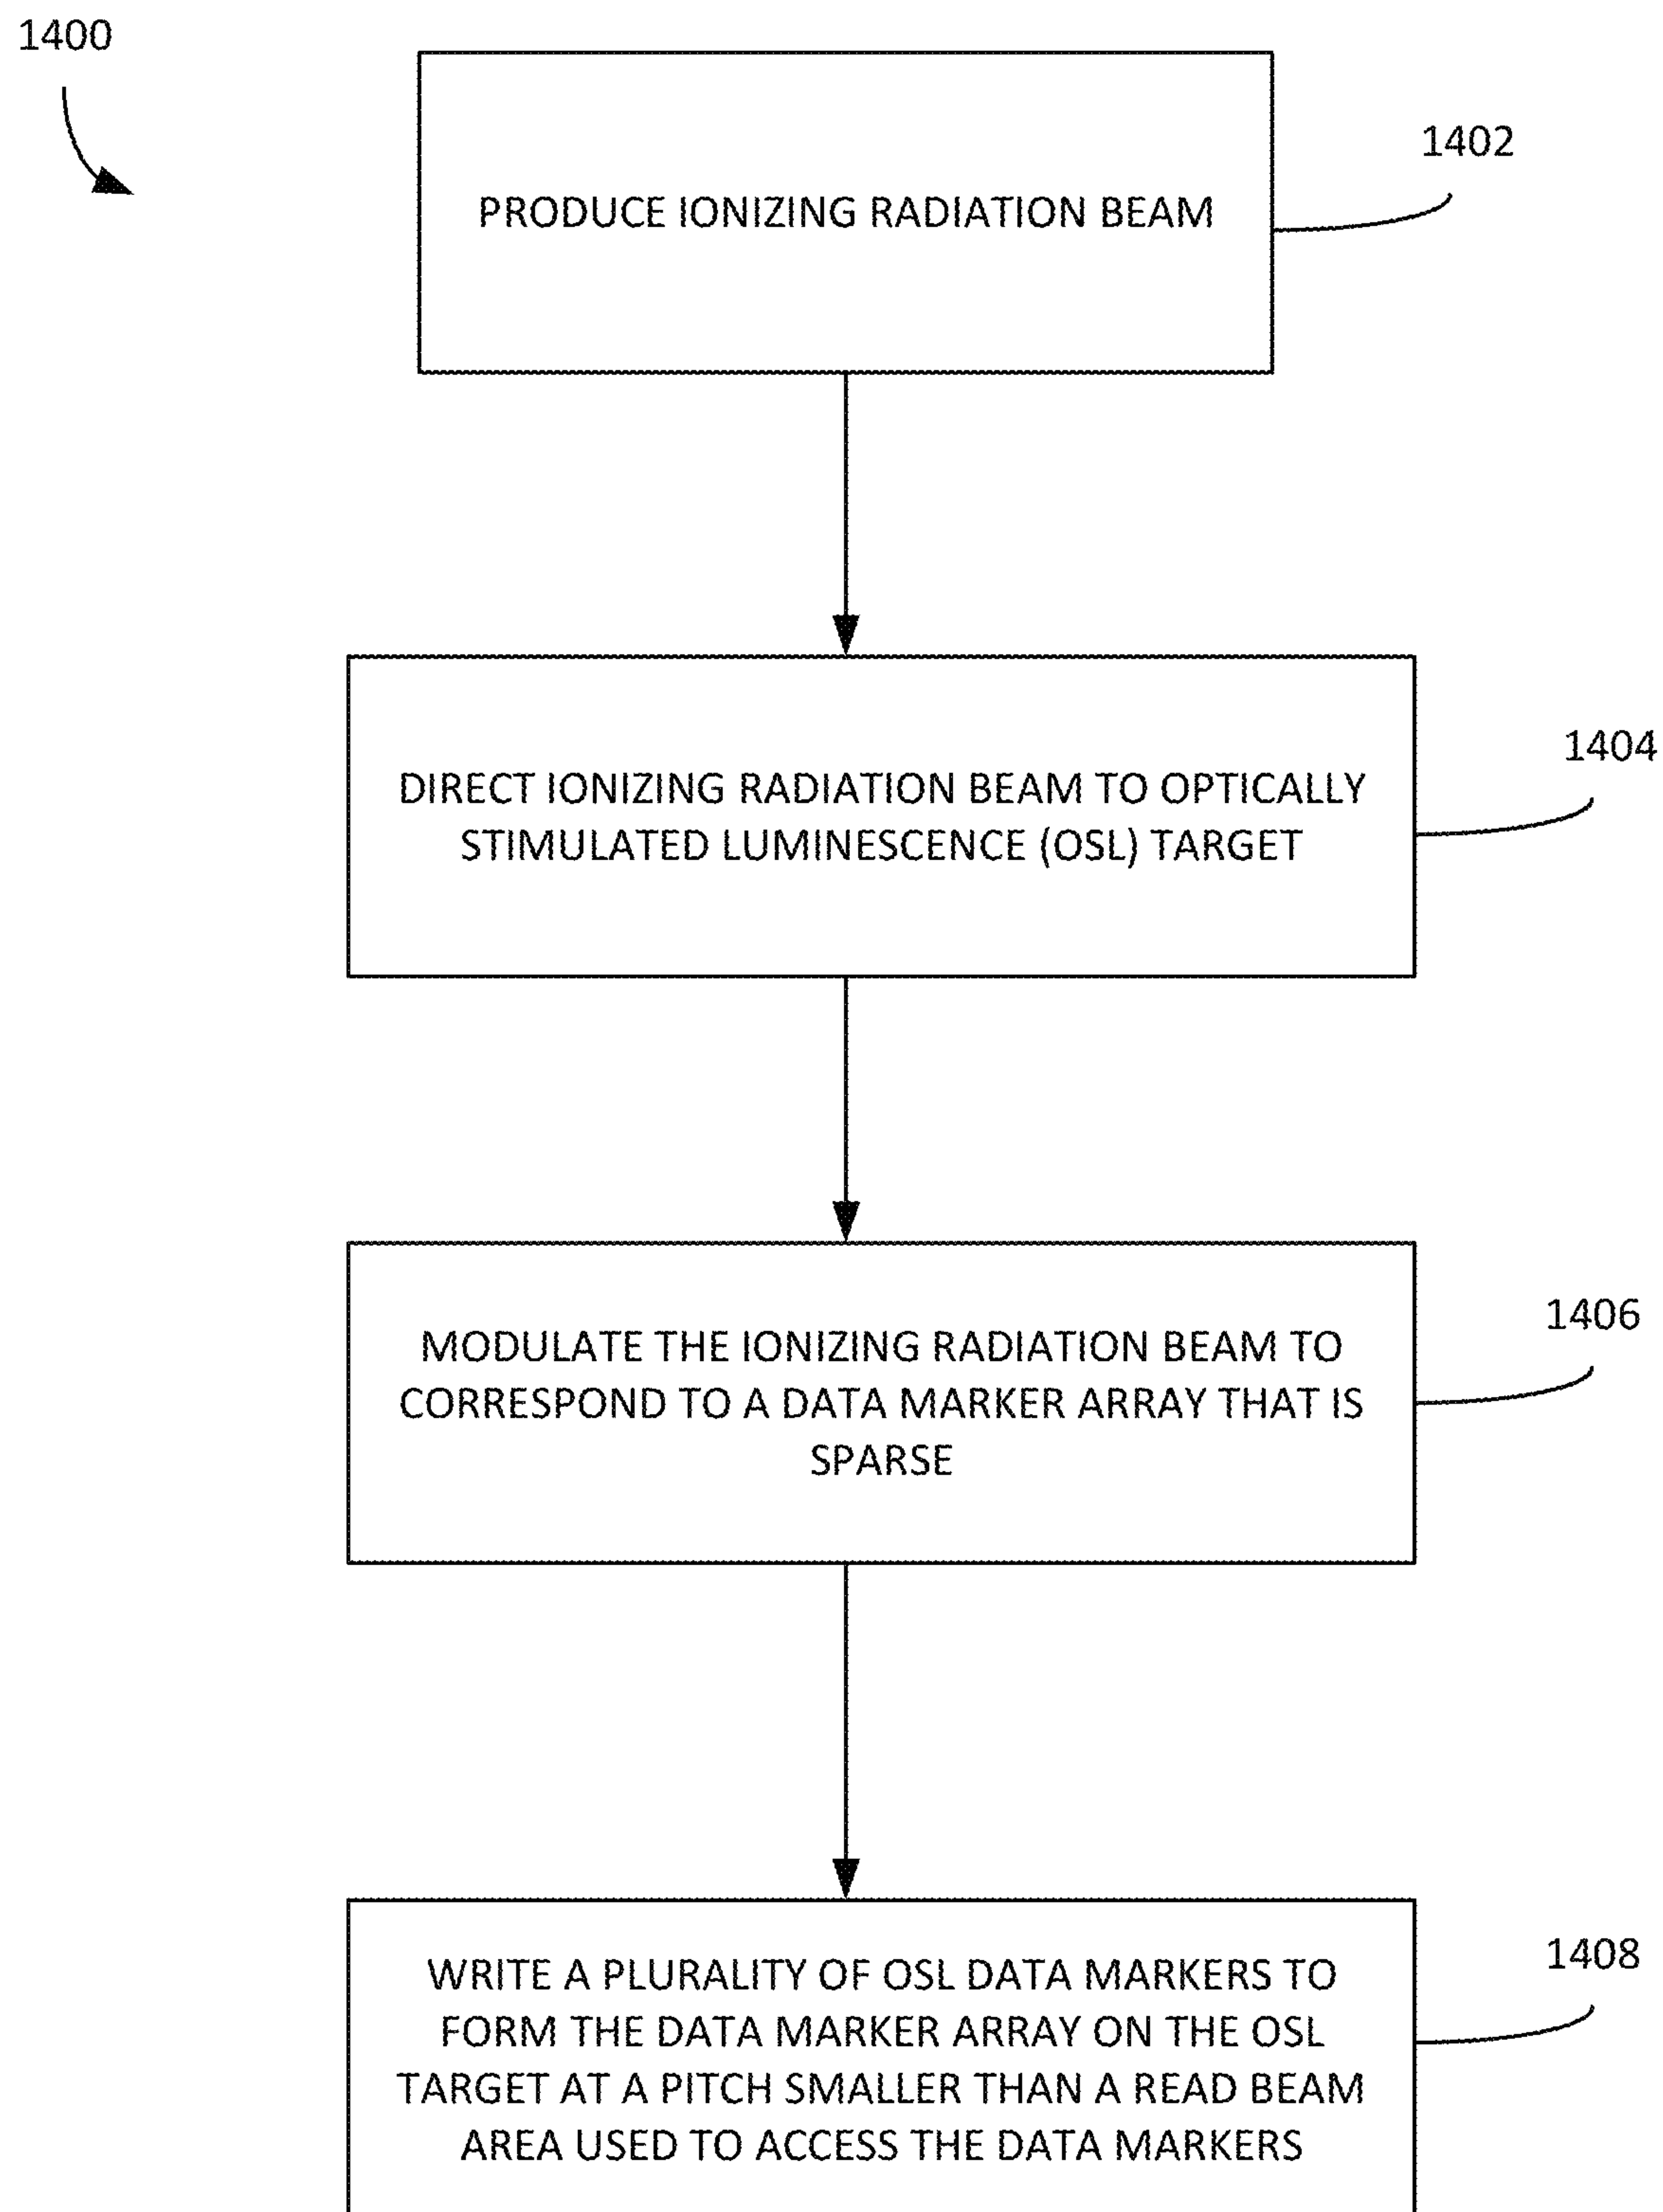 1400
1402
PRODUCE IONIZING RADIATION BEAM
1404
DIRECT IONIZING RADIATION BEAM TO OPTICALLY
STIMULATED LUMINESCENCE (OSL) TARGET
1406
MODULATE THE IONIZING RADIATION BEAM TO
CORRESPOND TO A DATA MARKER ARRAY THAT IS
SPARSE
1408
WRITE A PLURALITY OF OSL DATA MARKERS TO
FORM THE DATA MARKER ARRAY ON THE OSL
TARGET AT A PITCH SMALLER THAN A READ BEAM
AREA USED TO ACCESS THE DATA MARKERS